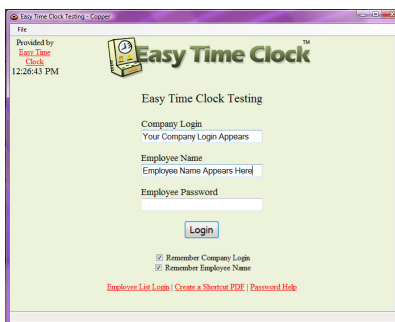 Easy Time Clock Testing - Copper
File
Provided by
Easy Time
Clock
12:26:43 PM
Easy Time Clock™
Easy Time Clock Testing
Company Login
Your Company Login Appears
Employee Name
Employee Name Appears Here
Employee Password
Login
Remember Company Login
Remember Employee Name
Employee List Login | Create a Shortcut PDF | Password Help